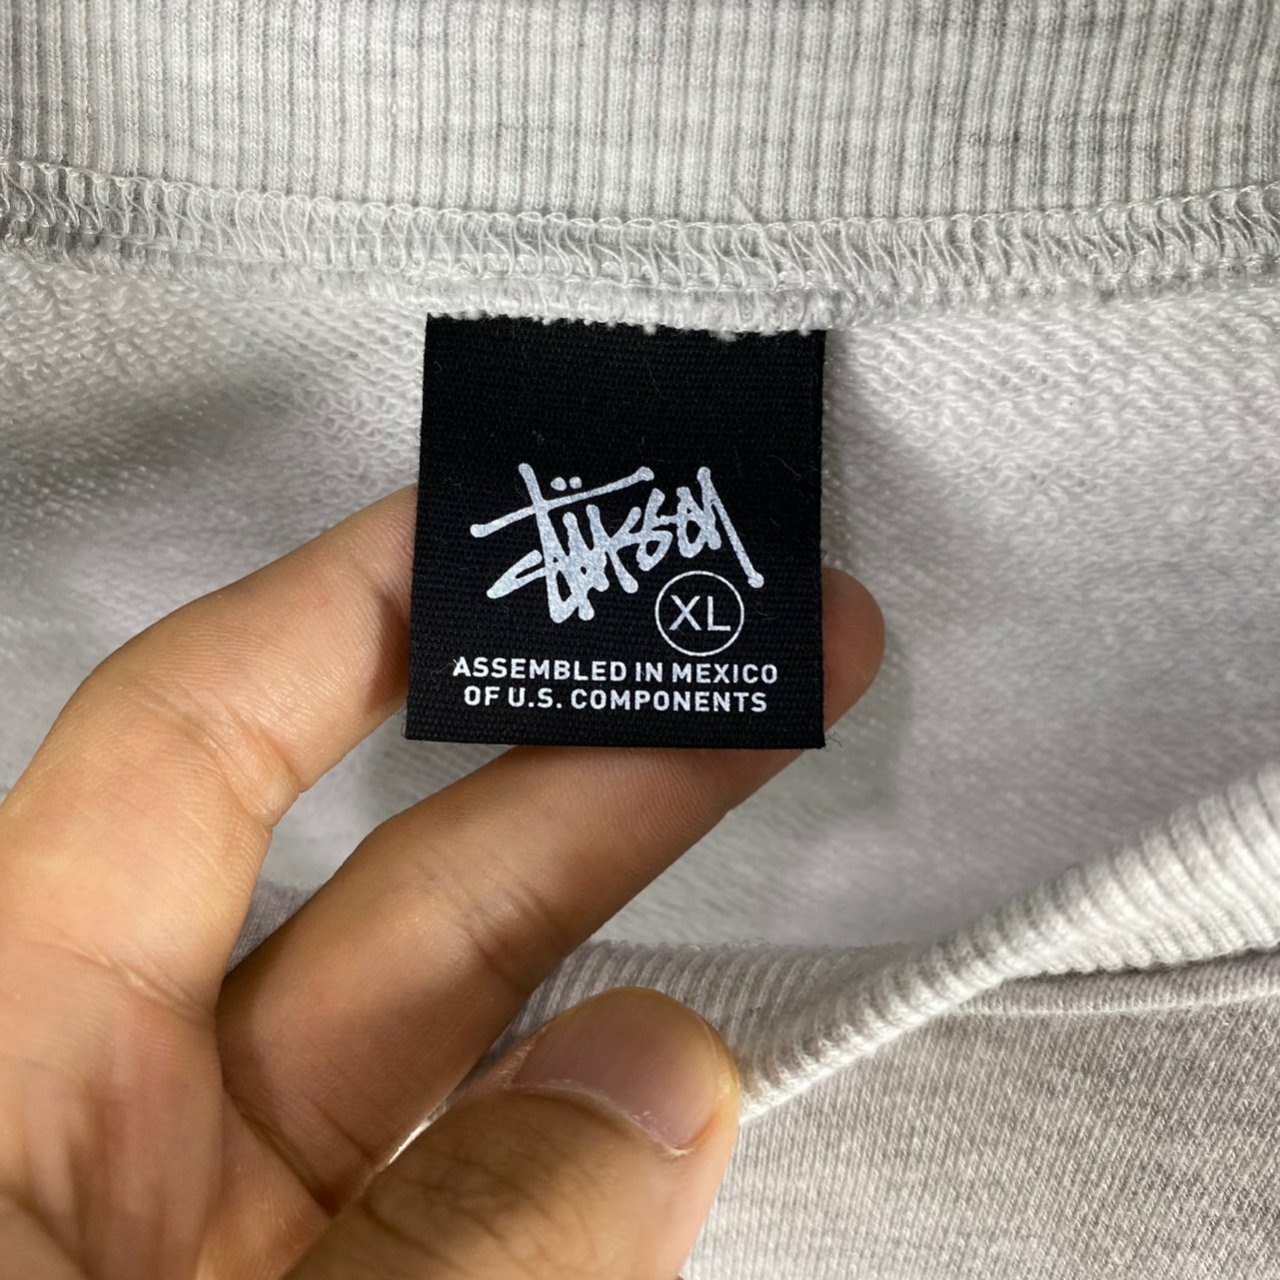 Stüssy
XL
ASSEMBLED IN MEXICO
OF U.S. COMPONENTS